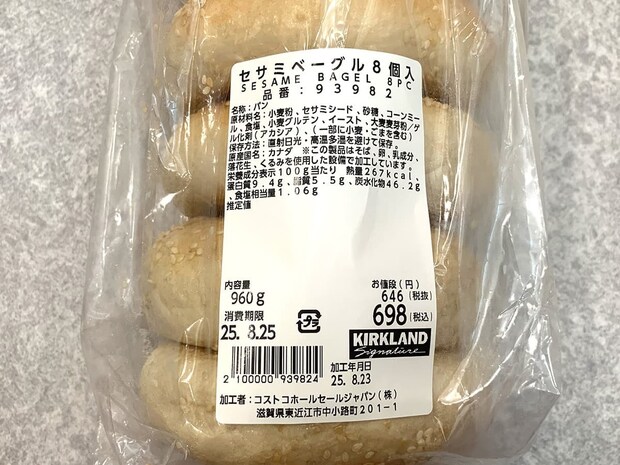 セサミベーグル8個入
SESAME BAGEL 8PC
品番:93982
名称:パン
原材料名:小麦粉、セサミシード、砂糖、コーンミー
ル、食塩、小麦グルテン、イースト、大麦麦芽粉/ゲ
ル化剤(アカシア)、(一部に小麦・ごまを含む)
保存方法:直射日光・高温多湿を避けて保存。
原産国名:カナダ ※この製品はそば、卵、乳成分、
落花生、くるみを使用した設備で加工しています。
栄養成分表示100g当たり 熱量267kcal、
蛋白質9.4g、脂質5.5g、炭水化物46.2g
、食塩相当量1.06g
推定値
内容量
960g
お値段(円)
646(税抜)
698(税込)
消費期限
25.8.25
プラ
KIRKLAND
Signature
加工年月日
25.8.23
2100000939824
加工者:コストコホールセールジャパン(株)
滋賀県東近江市中小路町201-1